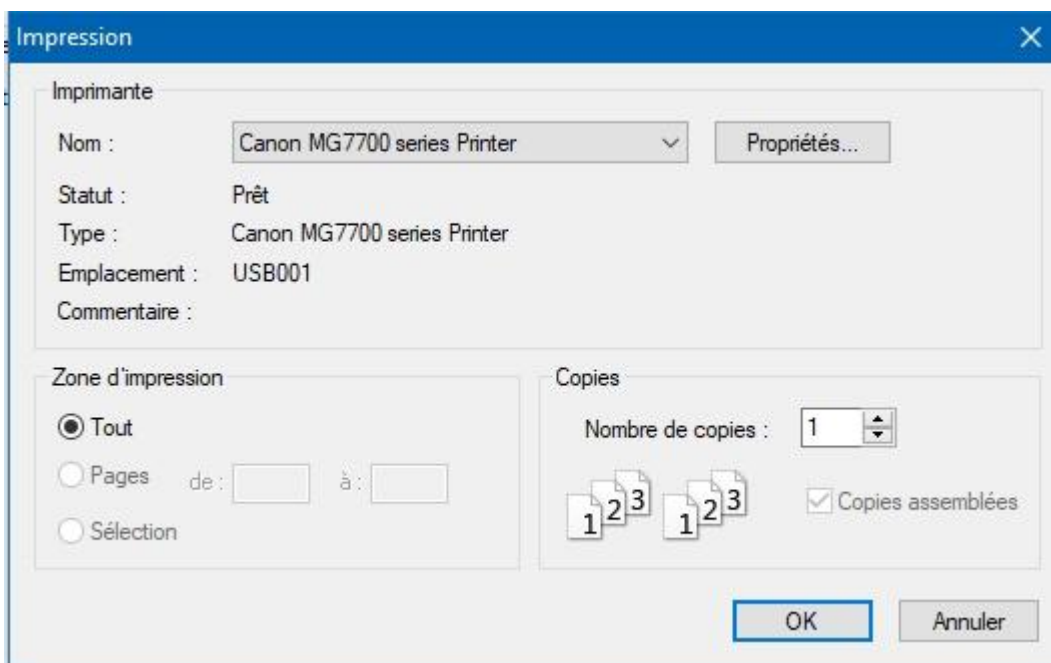 Impression
Imprimante
Nom : Canon MG7700 series Printer Propriétés...
Statut : Prêt
Type : Canon MG7700 series Printer
Emplacement : USB001
Commentaire :
Zone d'impression
Tout
Pages de : à :
Sélection
Copies
Nombre de copies : 1
1 2 3 1 2 3
Copies assemblées
OK Annuler